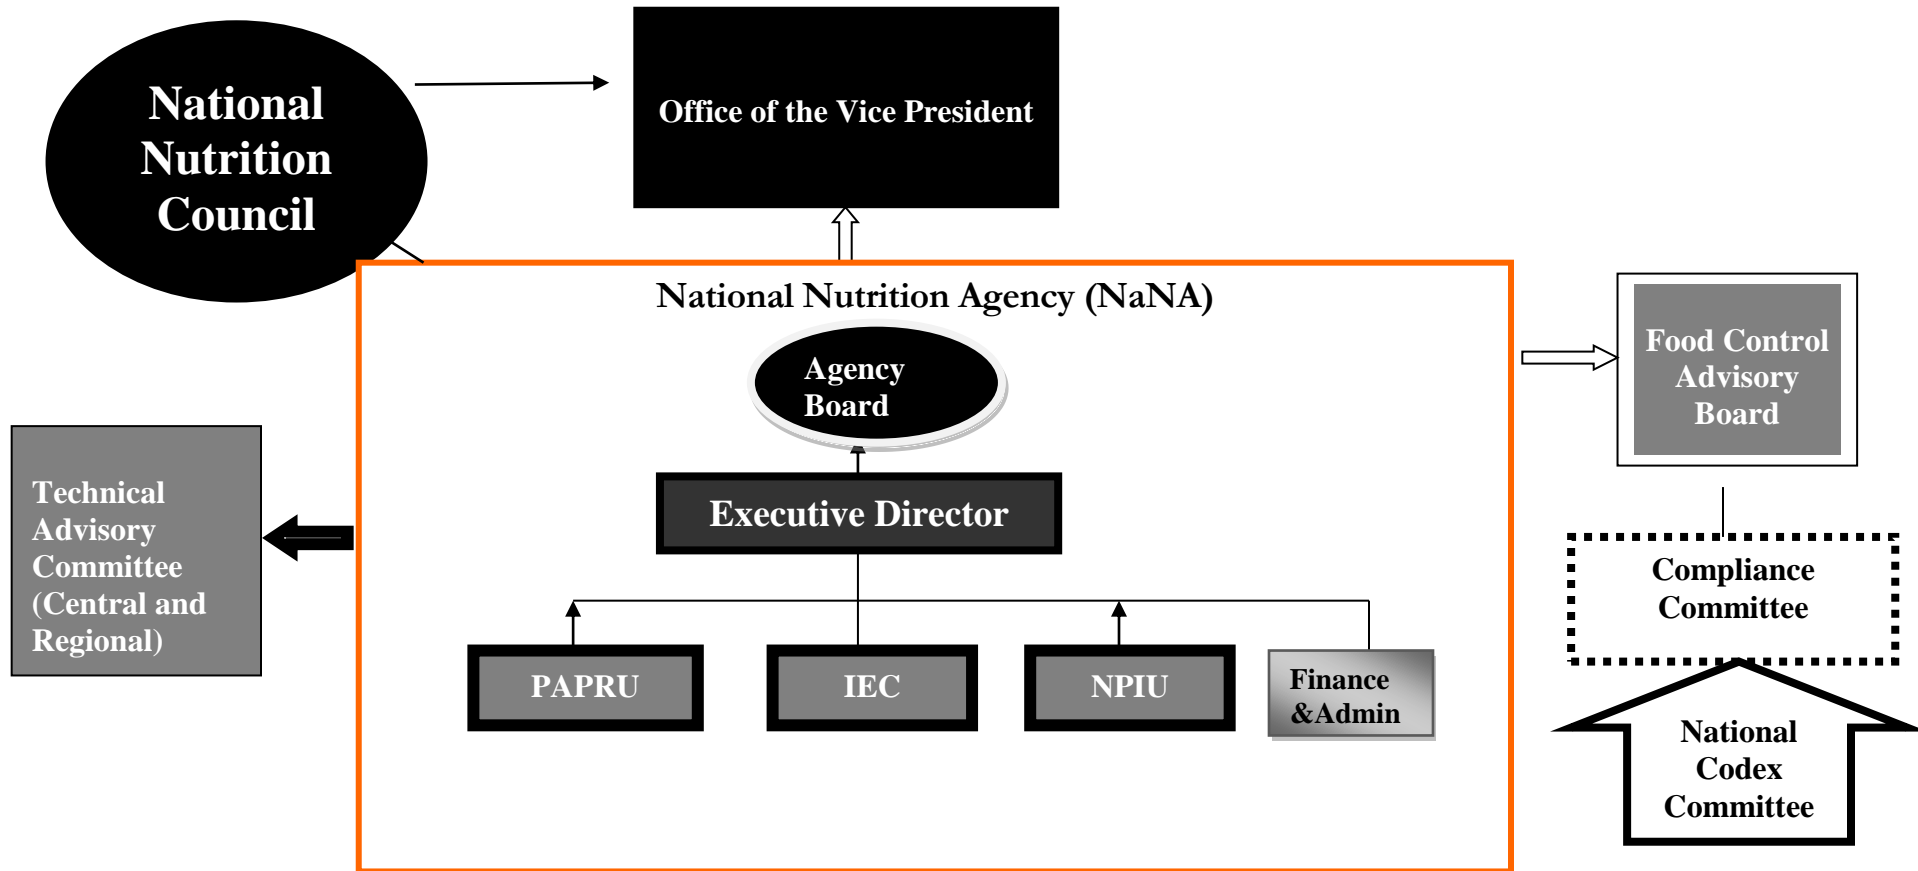 National
Nutrition
Council
Office of the Vice President
National Nutrition Agency (NaNA)
Agency
Board
Executive Director
PAPRU
IEC
NPIU
Finance
&Admin
Technical
Advisory
Committee
(Central and
Regional)
Food Control
Advisory
Board
Compliance
Committee
National
Codex
Committee